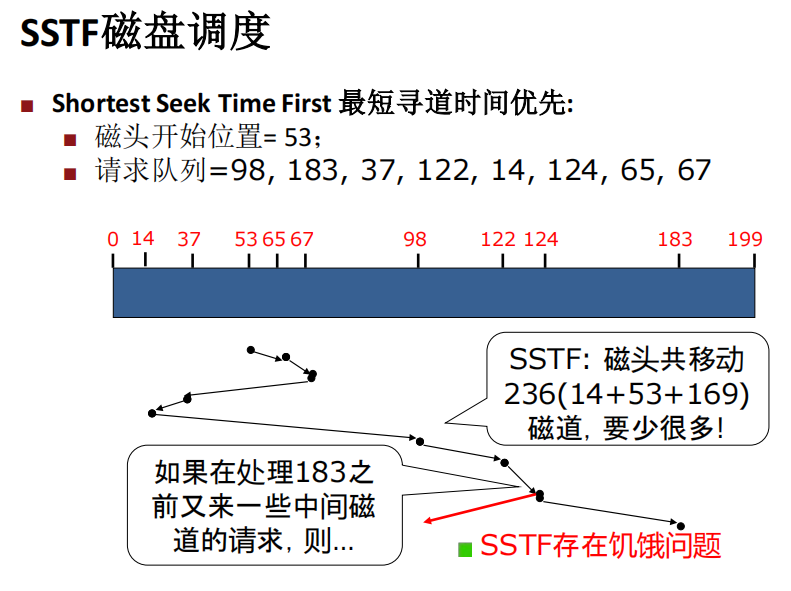 SSTF磁盘调度
Shortest Seek Time First 最短寻道时间优先:
磁头开始位置= 53;
请求队列=98, 183, 37, 122, 14, 124, 65, 67
0 14 37 53 65 67 98 122 124 183 199
SSTF: 磁头共移动
236(14+53+169)
磁道, 要少很多!
如果在处理183之
前又来一些中间磁
道的请求, 则...
SSTF存在饥饿问题